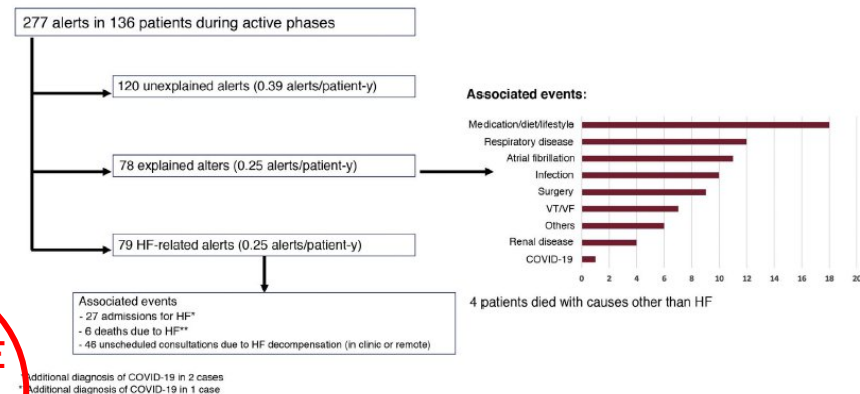 277 alerts in 136 patients during active phases
120 unexplained alerts (0.39 alerts/patient-y)
78 explained alters (0.25 alerts/patient-y)
79 HF-related alerts (0.25 alerts/patient-y)
Associated events
- 27 admissions for HF*
- 6 deaths due to HF**
- 46 unscheduled consultations due to HF decompensation (in clinic or remote)
*Additional diagnosis of COVID-19 in 2 cases
**Additional diagnosis of COVID-19 in 1 case
Associated events:
Medication/diet/lifestyle
Respiratory disease
Atrial fibrillation
Infection
Surgery
VT/VF
Others
Renal disease
COVID-19
0 2 4 6 8 10 12 14 16 18 20
4 patients died with causes other than HF